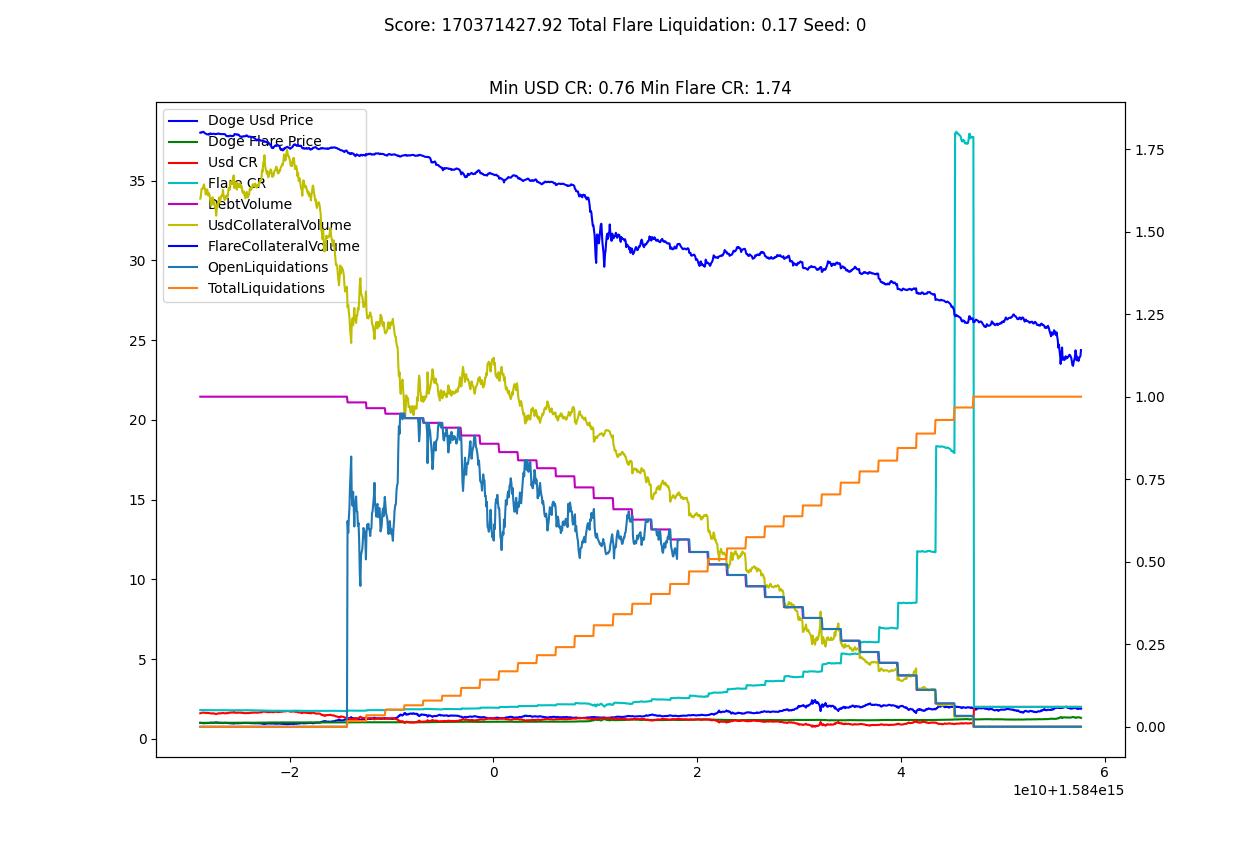 Score: 170371427.92 Total Flare Liquidation: 0.17 Seed: 0
Min USD CR: 0.76 Min Flare CR: 1.74
Doge Usd Price
Doge Flare Price
Usd CR
Flare CR
DebtVolume
UsdCollateralVolume
FlareCollateralVolume
OpenLiquidations
TotalLiquidations
35
30
25
20
15
10
5
0
1.75
1.50
1.25
1.00
0.75
0.50
0.25
0.00
−2
0
2
4
6
1e10+1.584e15